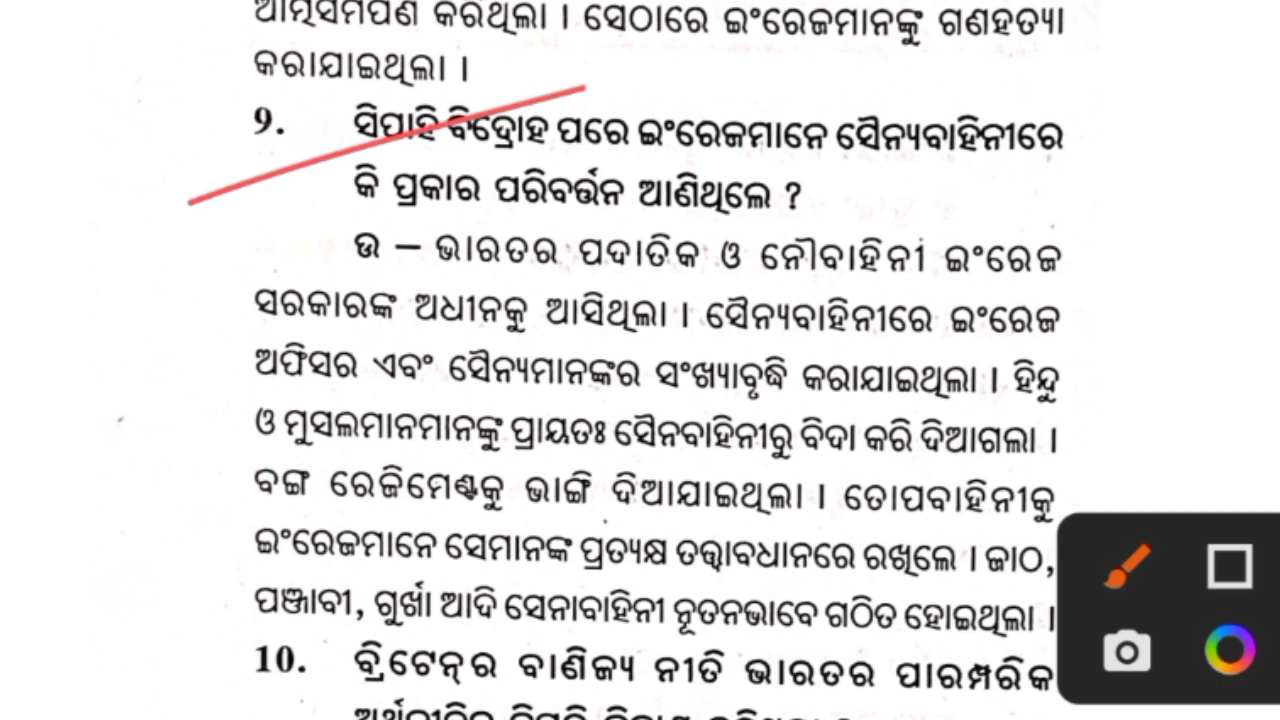 ଆତ୍ମସମର୍ପଣ କରିଥିଲା । ସେଠାରେ ଇଂରେଜମାନଙ୍କୁ ଗଣହତ୍ୟା
କରାଯାଇଥିଲା ।
9. ସିପାହି ବିଦ୍ରୋହ ପରେ ଇଂରେଜମାନେ ସୈନ୍ୟବାହିନୀରେ
କି ପ୍ରକାର ପରିବର୍ତ୍ତନ ଆଣିଥିଲେ ?
ଉ – ଭାରତର ପଦାତିକ ଓ ନୌବାହିନୀ ଇଂରେଜ
ସରକାରଙ୍କ ଅଧୀନକୁ ଆସିଥିଲା । ସୈନ୍ୟବାହିନୀରେ ଇଂରେଜ
ଅଫିସର ଏବଂ ସୈନ୍ୟମାନଙ୍କର ସଂଖ୍ୟାବୃଦ୍ଧି କରାଯାଇଥିଲା । ହିନ୍ଦୁ
ଓ ମୁସଲମାନମାନଙ୍କୁ ପ୍ରାୟତଃ ସୈନବାହିନୀରୁ ବିଦା କରି ଦିଆଗଲା ।
ବଙ୍ଗ ରେଜିମେଣ୍ଟକୁ ଭାଙ୍ଗି ଦିଆଯାଇଥିଲା । ତୋପବାହିନୀକୁ
ଇଂରେଜମାନେ ସେମାନଙ୍କ ପ୍ରତ୍ୟକ୍ଷ ତତ୍ତ୍ୱାବଧାନରେ ରଖିଲେ । ଜାଠ,
ପଞ୍ଜାବୀ, ଗୁର୍ଖା ଆଦି ସେନାବାହିନୀ ନୂତନଭାବେ ଗଠିତ ହୋଇଥିଲା ।
10. ବ୍ରିଟେନ୍‌ର ବାଣିଜ୍ୟ ନୀତି ଭାରତର ପାରମ୍ପରିକ